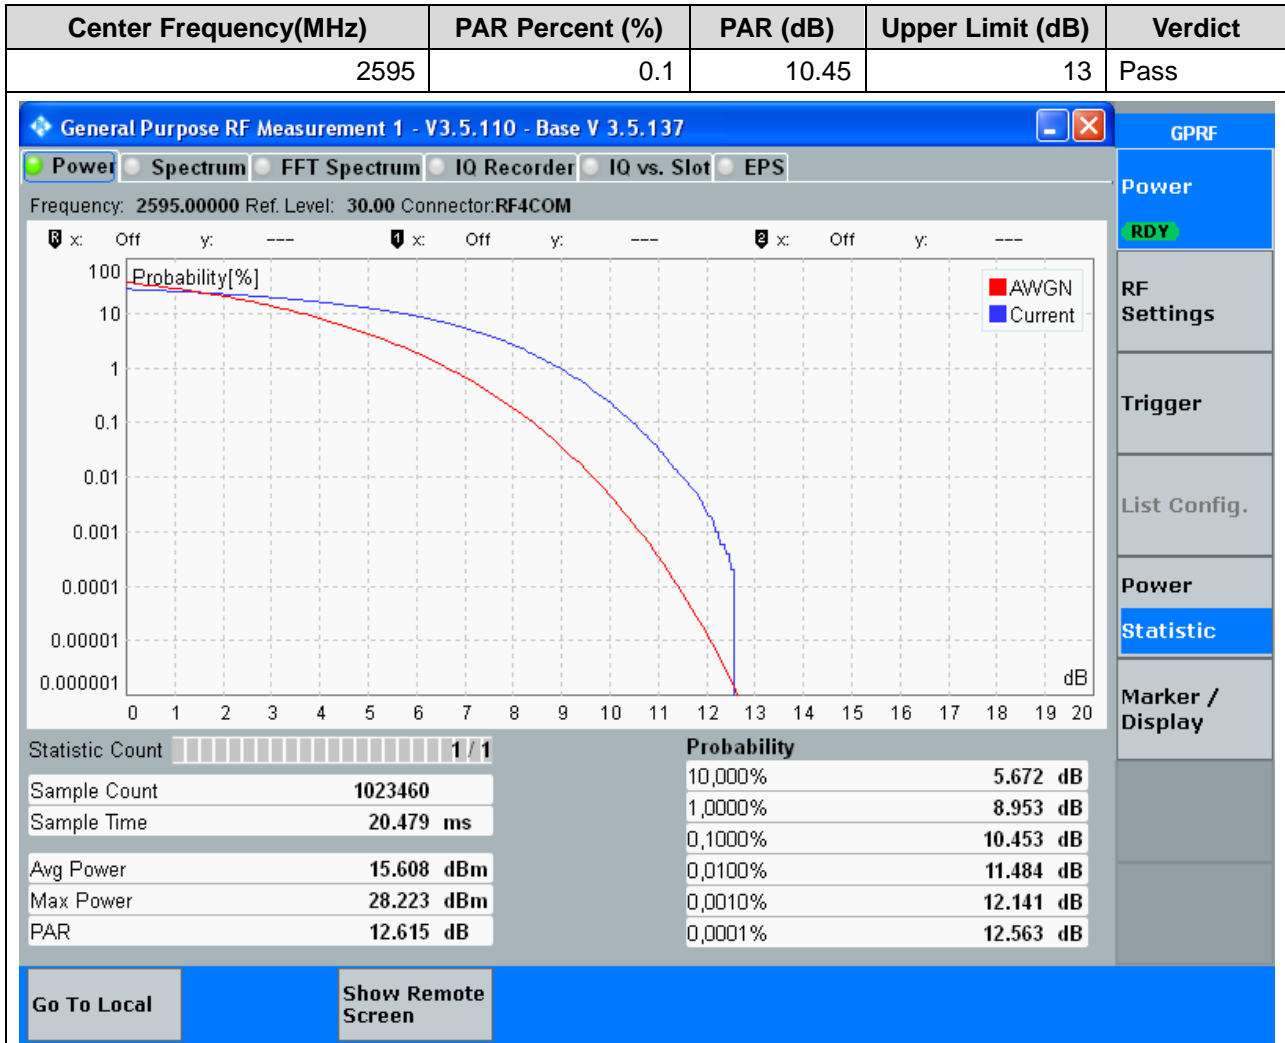 Center Frequency(MHz) PAR Percent (%) PAR (dB) Upper Limit (dB) Verdict
2595 0.1 10.45 13 Pass
General Purpose RF Measurement 1 - V3.5.110 - Base V 3.5.137
GPRF
Power Spectrum FFT Spectrum IQ Recorder IQ vs. Slot EPS
Frequency: 2595.00000 Ref. Level: 30.00 Connector:RF4COM
R x: Off y: --- 1 x: Off y: --- 2 x: Off y: ---
Probability[%]
AWGN
Current
100
10
1
0.1
0.01
0.001
0.0001
0.00001
0.000001
dB
0 1 2 3 4 5 6 7 8 9 10 11 12 13 14 15 16 17 18 19 20
Statistic Count 1 / 1
Sample Count 1023460
Sample Time 20.479 ms
Avg Power 15.608 dBm
Max Power 28.223 dBm
PAR 12.615 dB
Probability
10,000% 5.672 dB
1,0000% 8.953 dB
0,1000% 10.453 dB
0,0100% 11.484 dB
0,0010% 12.141 dB
0,0001% 12.563 dB
Power
RDY
RF
Settings
Trigger
List Config.
Power
Statistic
Marker /
Display
Go To Local
Show Remote
Screen